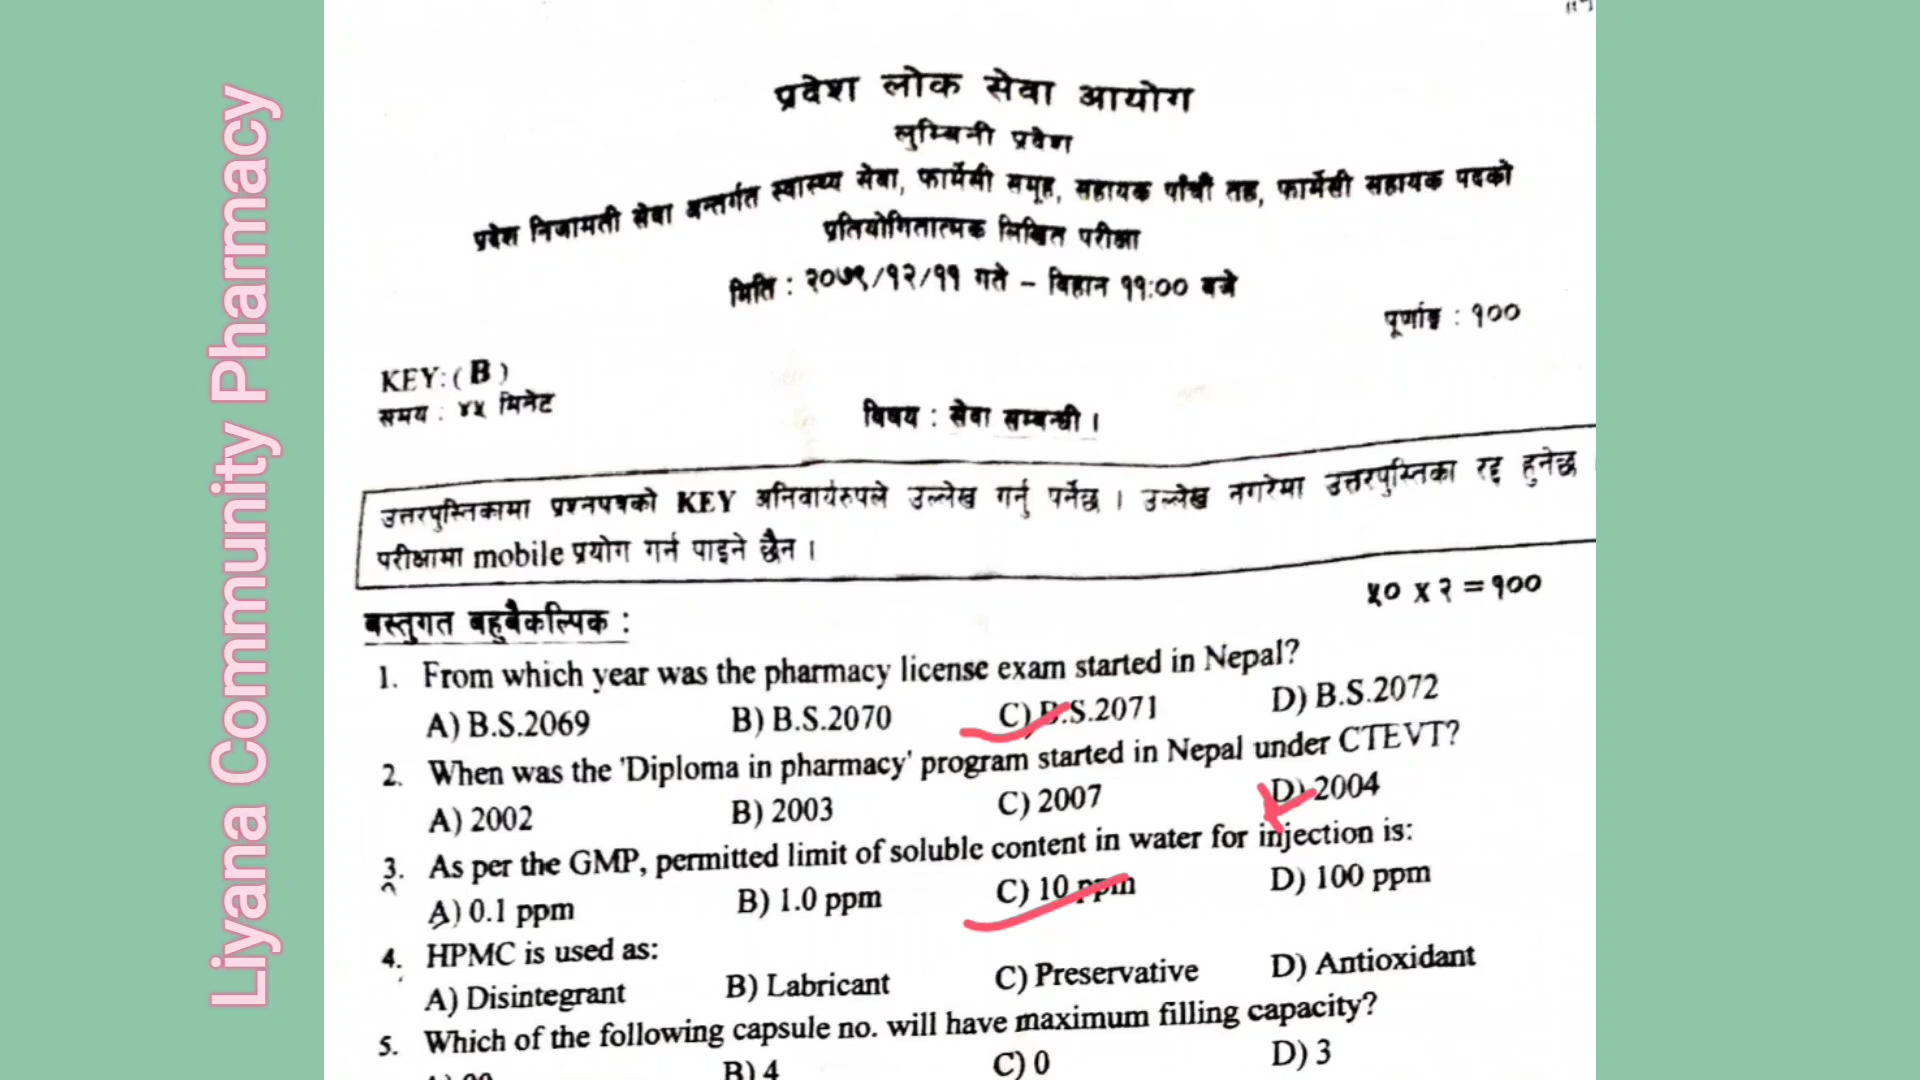 Liyana Community Pharmacy
प्रदेश लोक सेवा आयोग
लुम्बिनी प्रदेश
प्रदेश निजामती सेवा अन्तर्गत स्वास्थ्य सेवा, फार्मेसी समूह, सहायक पाँचौ तह, फार्मेसी सहायक पदको
प्रतियोगितात्मक लिखित परीक्षा
मिति : २०७९/१२/११ गते - बिहान ११:०० बजे
पूर्णाङ्क : १००
KEY: ( B )
समय : ४५ मिनेट
विषय : सेवा सम्बन्धी ।
उत्तरपुस्तिकामा प्रश्नपत्रको KEY अनिवार्यरुपले उल्लेख गर्नु पर्नेछ । उल्लेख नगरेमा उत्तरपुस्तिका रद्द हुनेछ
परीक्षामा mobile प्रयोग गर्न पाइने छैन ।
५० x २ = १००
बस्तुगत बहुबैकल्पिक :
1. From which year was the pharmacy license exam started in Nepal?
A) B.S.2069 B) B.S.2070 C) B.S.2071 D) B.S.2072
2. When was the 'Diploma in pharmacy' program started in Nepal under CTEVT?
A) 2002 B) 2003 C) 2007 D) 2004
3. As per the GMP, permitted limit of soluble content in water for injection is:
A) 0.1 ppm B) 1.0 ppm C) 10 ppm D) 100 ppm
4. HPMC is used as:
A) Disintegrant B) Labricant C) Preservative D) Antioxidant
5. Which of the following capsule no. will have maximum filling capacity?
B) 4 C) 0 D) 3